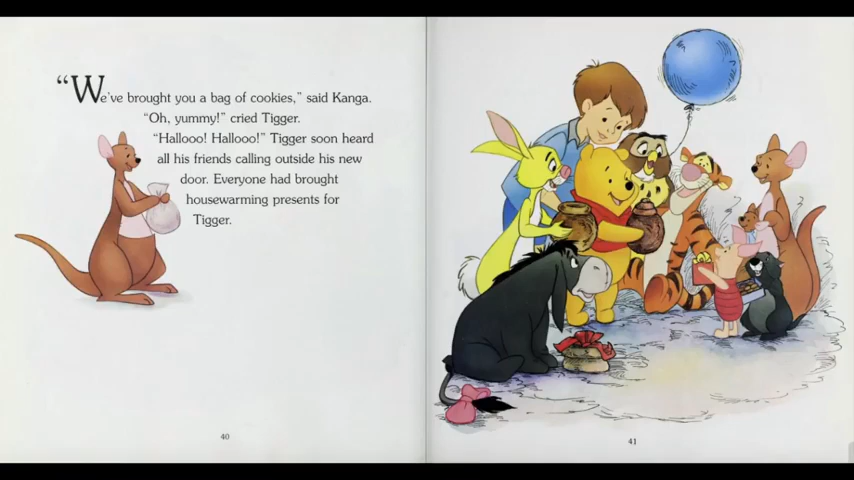 “We’ve brought you a bag of cookies,” said Kanga.
“Oh, yummy!” cried Tigger.
“Hallooo! Hallooo!” Tigger soon heard
all his friends calling outside his new
door. Everyone had brought
housewarming presents for
Tigger.
40
41